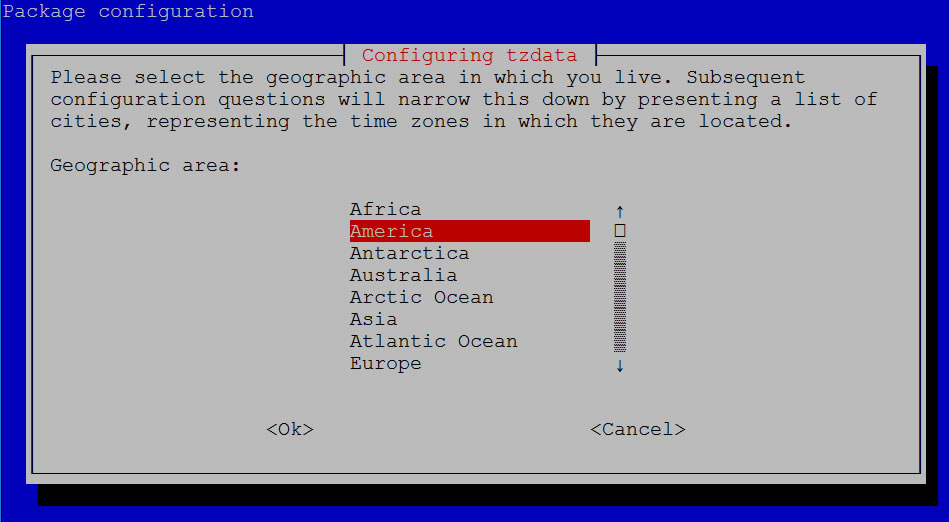 Package configuration
Configuring tzdata
Please select the geographic area in which you live. Subsequent
configuration questions will narrow this down by presenting a list of
cities, representing the time zones in which they are located.
Geographic area:
Africa
America
Antarctica
Australia
Arctic Ocean
Asia
Atlantic Ocean
Europe
<Ok> <Cancel>